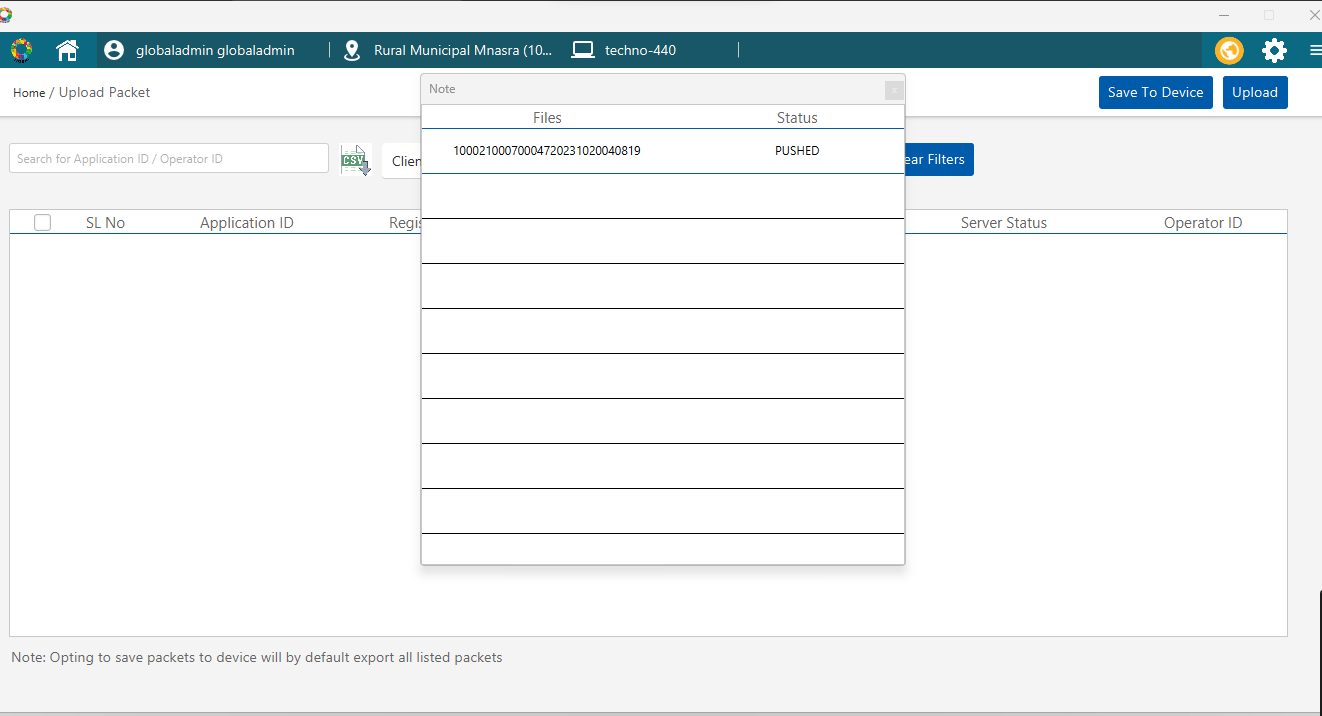 globaladmin globaladmin
Rural Municipal Mnasra (10...
techno-440
Home / Upload Packet
Save To Device
Upload
Note
x
Files Status
10002100070004720231020040819 PUSHED
Search for Application ID / Operator ID
CSV
Clien
ear Filters
SL No Application ID Regis Server Status Operator ID
Note: Opting to save packets to device will by default export all listed packets